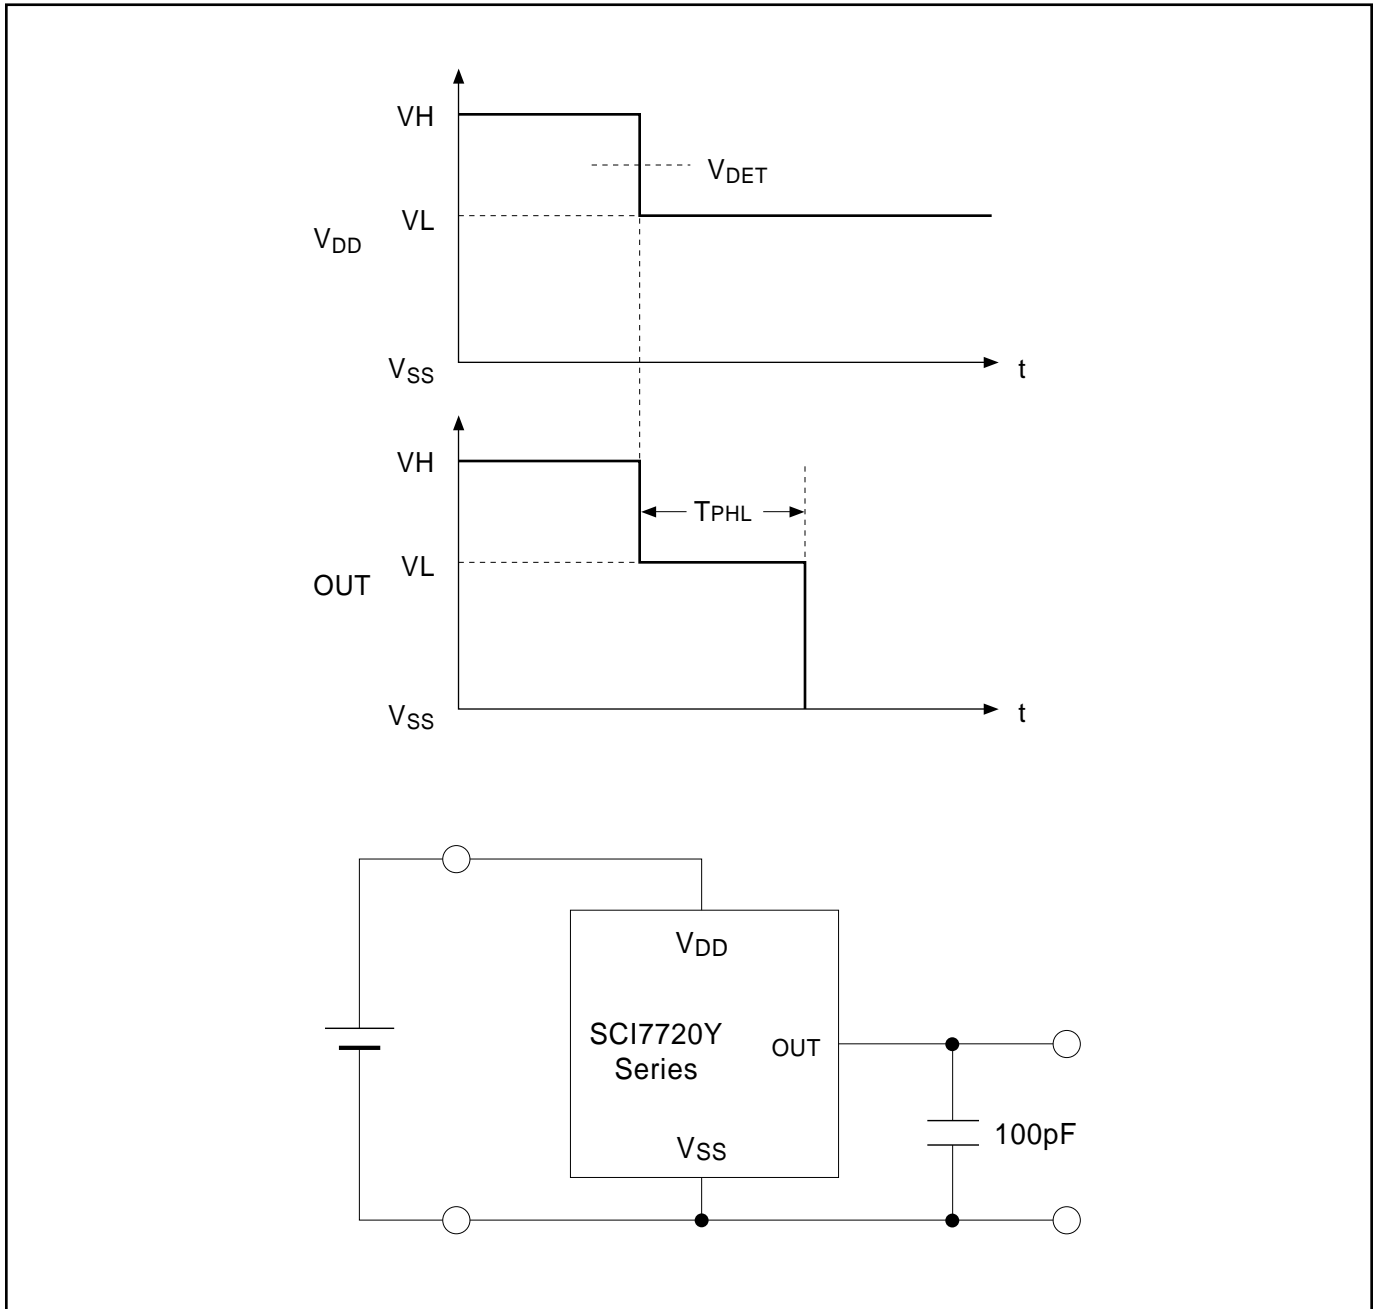 VH
VDET
VL
VDD
VSS
t
VH
TPHL
VL
OUT
VSS
t
VDD
SCI7720Y
Series
OUT
VSS
100pF